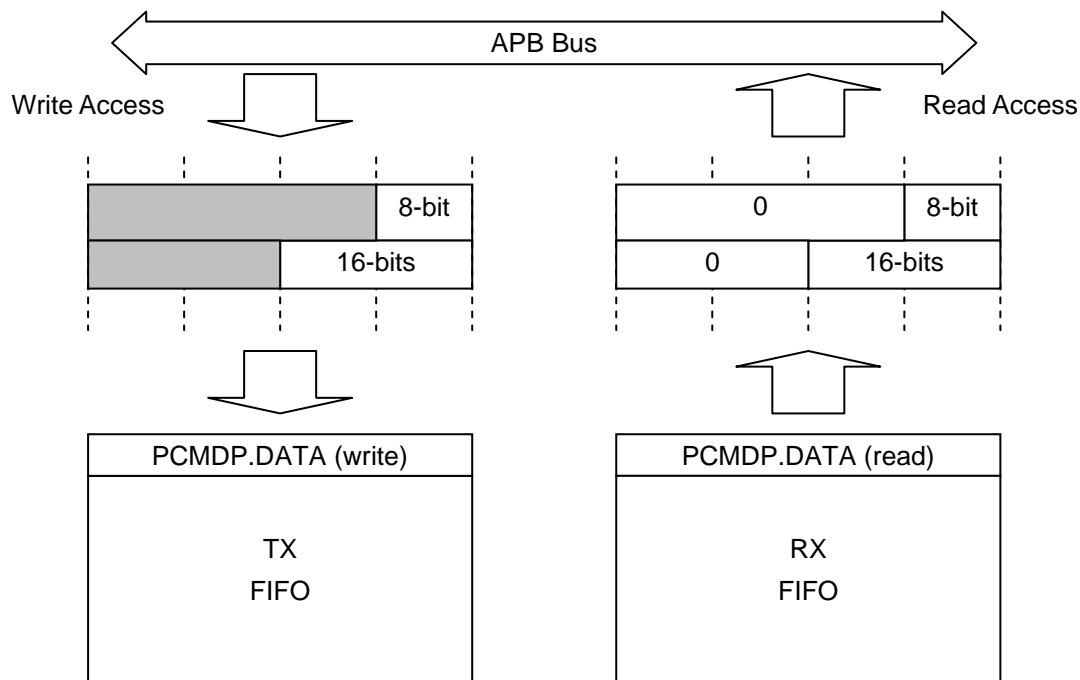 APB Bus
Write Access
Read Access
8-bit
0
8-bit
16-bits
0
16-bits
PCMDP.DATA (write)
PCMDP.DATA (read)
TX
FIFO
RX
FIFO